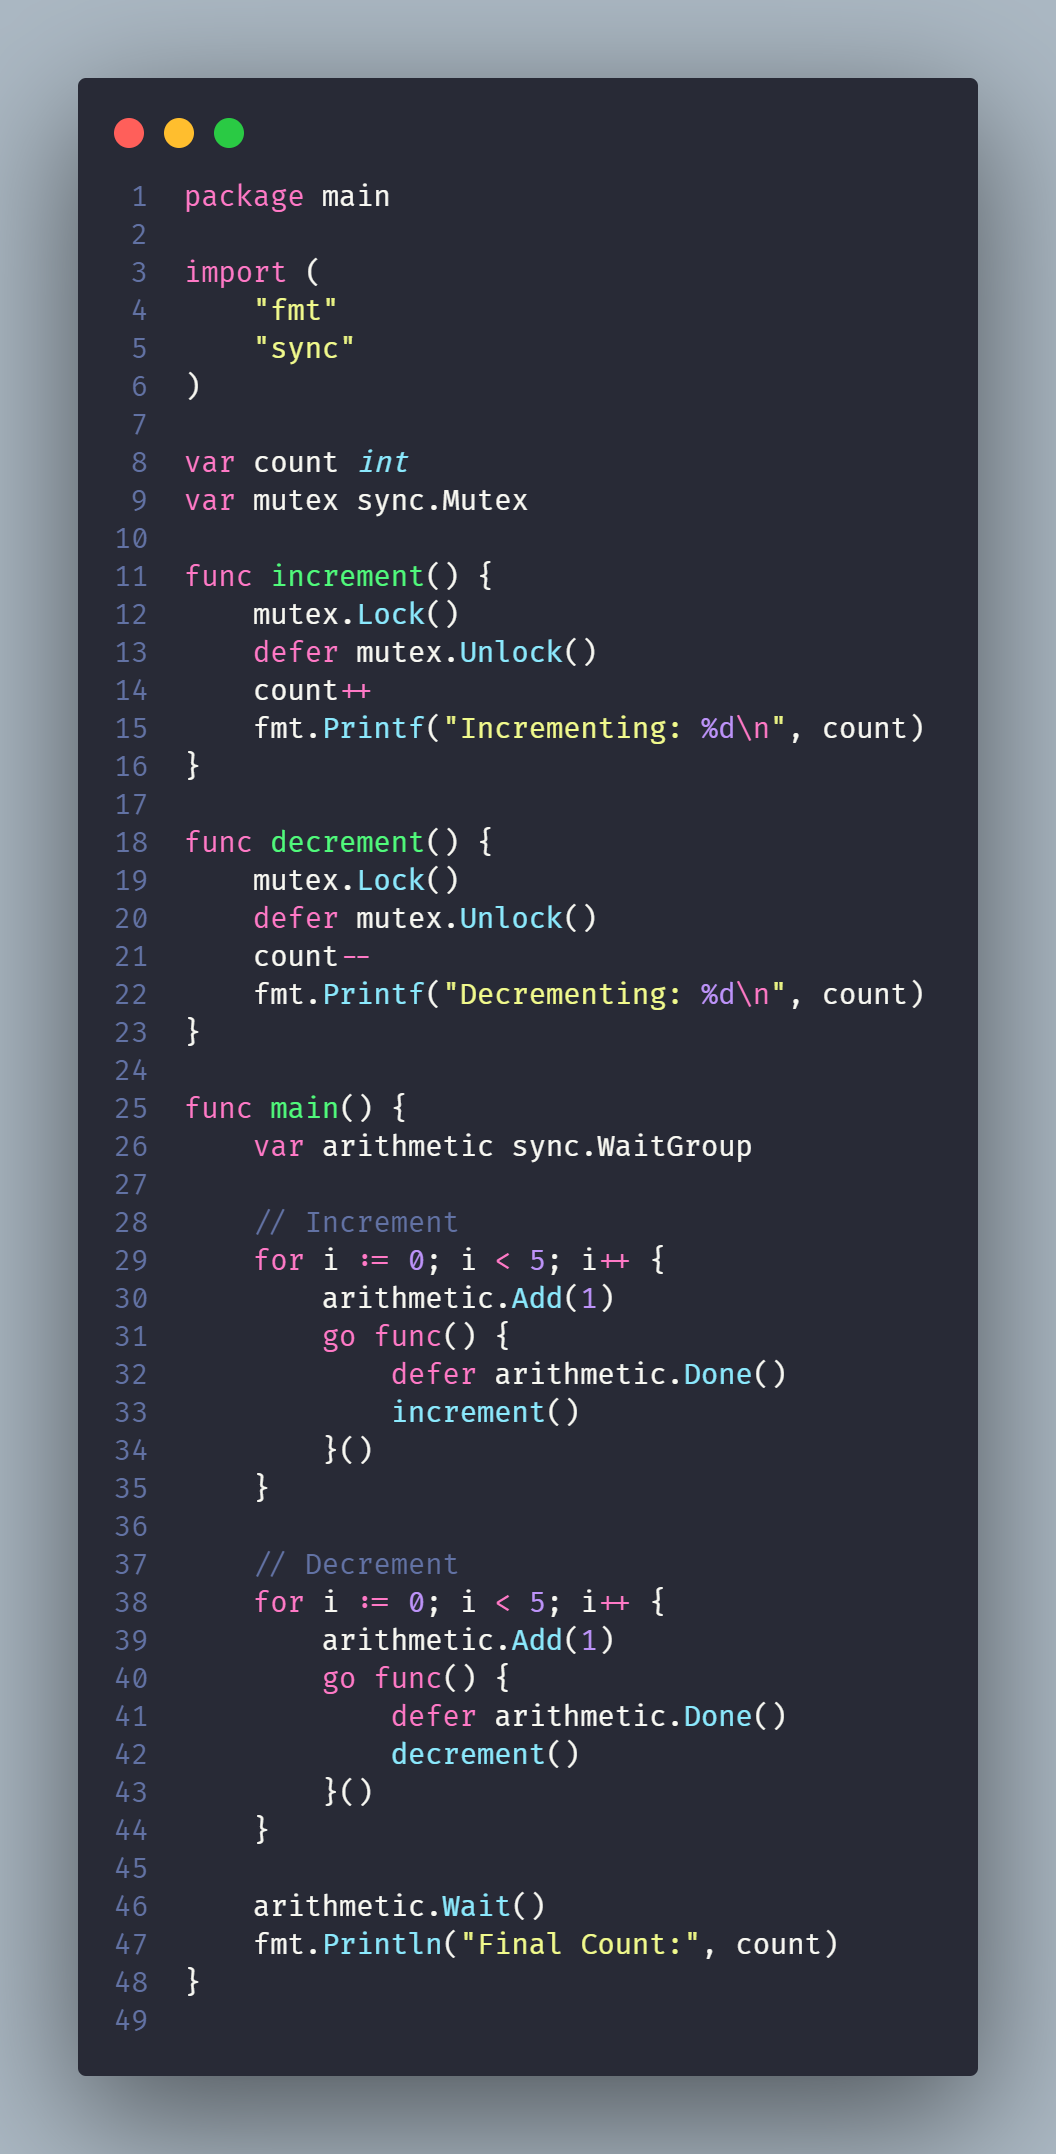 1 package main
2
3 import (
4     "fmt"
5     "sync"
6 )
7
8 var count int
9 var mutex sync.Mutex
10
11 func increment() {
12     mutex.Lock()
13     defer mutex.Unlock()
14     count++
15     fmt.Printf("Incrementing: %d\n", count)
16 }
17
18 func decrement() {
19     mutex.Lock()
20     defer mutex.Unlock()
21     count--
22     fmt.Printf("Decrementing: %d\n", count)
23 }
24
25 func main() {
26     var arithmetic sync.WaitGroup
27
28     // Increment
29     for i := 0; i < 5; i++ {
30         arithmetic.Add(1)
31         go func() {
32             defer arithmetic.Done()
33             increment()
34         }()
35     }
36
37     // Decrement
38     for i := 0; i < 5; i++ {
39         arithmetic.Add(1)
40         go func() {
41             defer arithmetic.Done()
42             decrement()
43         }()
44     }
45
46     arithmetic.Wait()
47     fmt.Println("Final Count:", count)
48 }
49